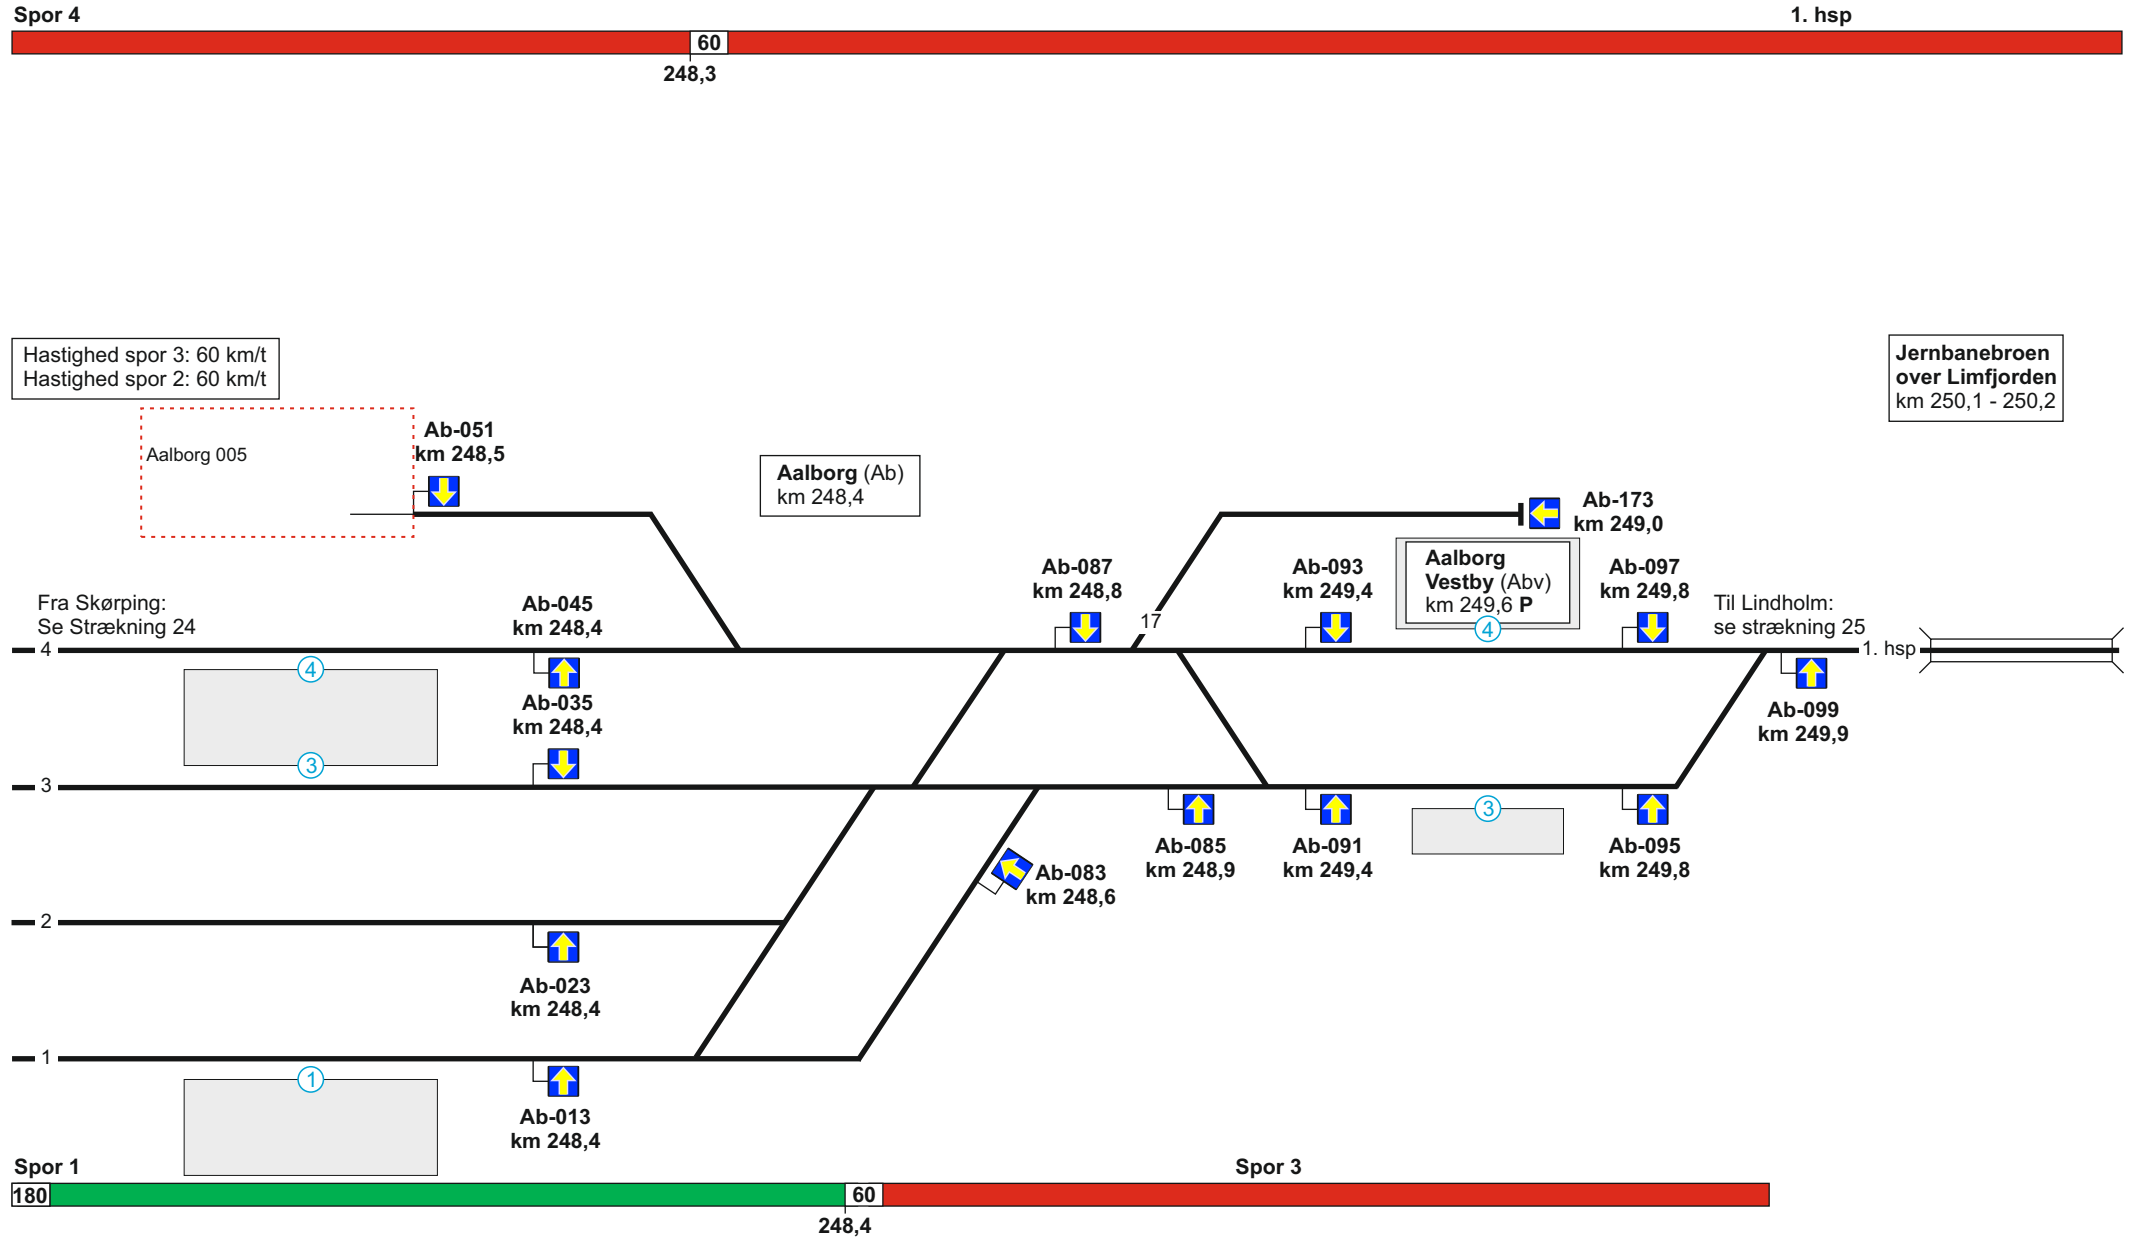 Spor 4
1. hsp
60
248,3
Hastighed spor 3: 60 km/t
Hastighed spor 2: 60 km/t
Jernbanebroen
over Limfjorden
km 250,1 - 250,2
Ab-051
km 248,5
Aalborg 005
Aalborg (Ab)
km 248,4
Ab-173
km 249,0
Ab-087
km 248,8
Ab-093
km 249,4
Aalborg
Vestby (Abv)
km 249,6 P
4
Ab-097
km 249,8
Fra Skørping:
Se Strækning 24
Ab-045
km 248,4
17
Til Lindholm:
se strækning 25
4
1. hsp
4
Ab-035
km 248,4
Ab-099
km 249,9
3
3
3
Ab-085
km 248,9
Ab-091
km 249,4
Ab-095
km 249,8
Ab-083
km 248,6
2
Ab-023
km 248,4
1
1
Ab-013
km 248,4
Spor 1
Spor 3
180
60
248,4